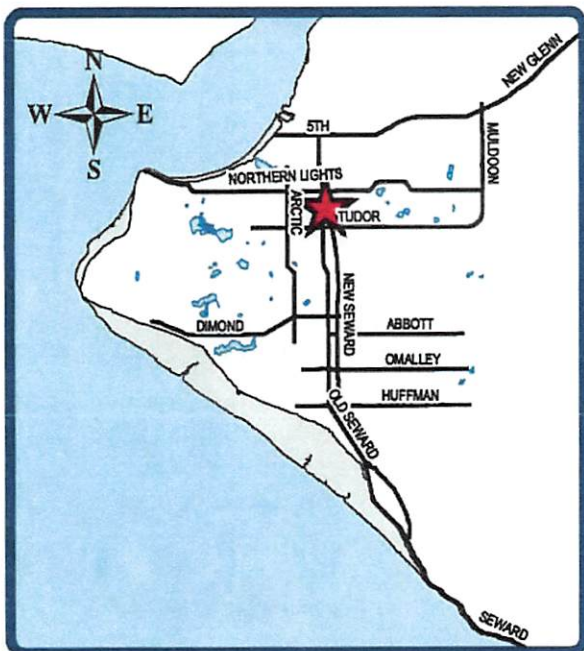 N
W E
S
NEW GLENN
5TH
MULDOON
NORTHERN LIGHTS
ARCTIC
TUDOR
NEW SEWARD
DIMOND
ABBOTT
OMALLEY
HUFFMAN
OLD SEWARD
SEWARD